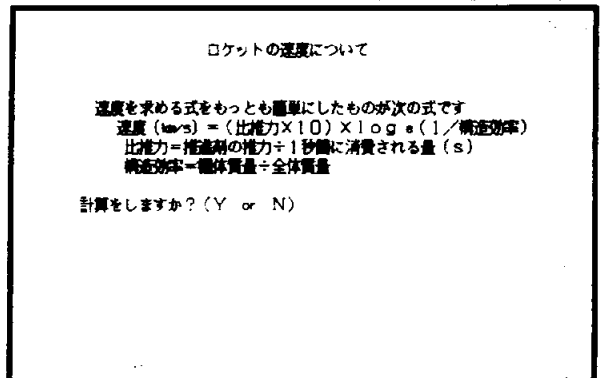 ロケットの速度について
速度を求める式をもっとも簡単にしたものが次の式です
速度(km/s)=(比推力×10)×loge(1/構造効率)
比推力=推進剤の推力÷1秒間に消費される量(s)
構造効率=機体質量÷全体質量
計算をしますか?(Y or N)